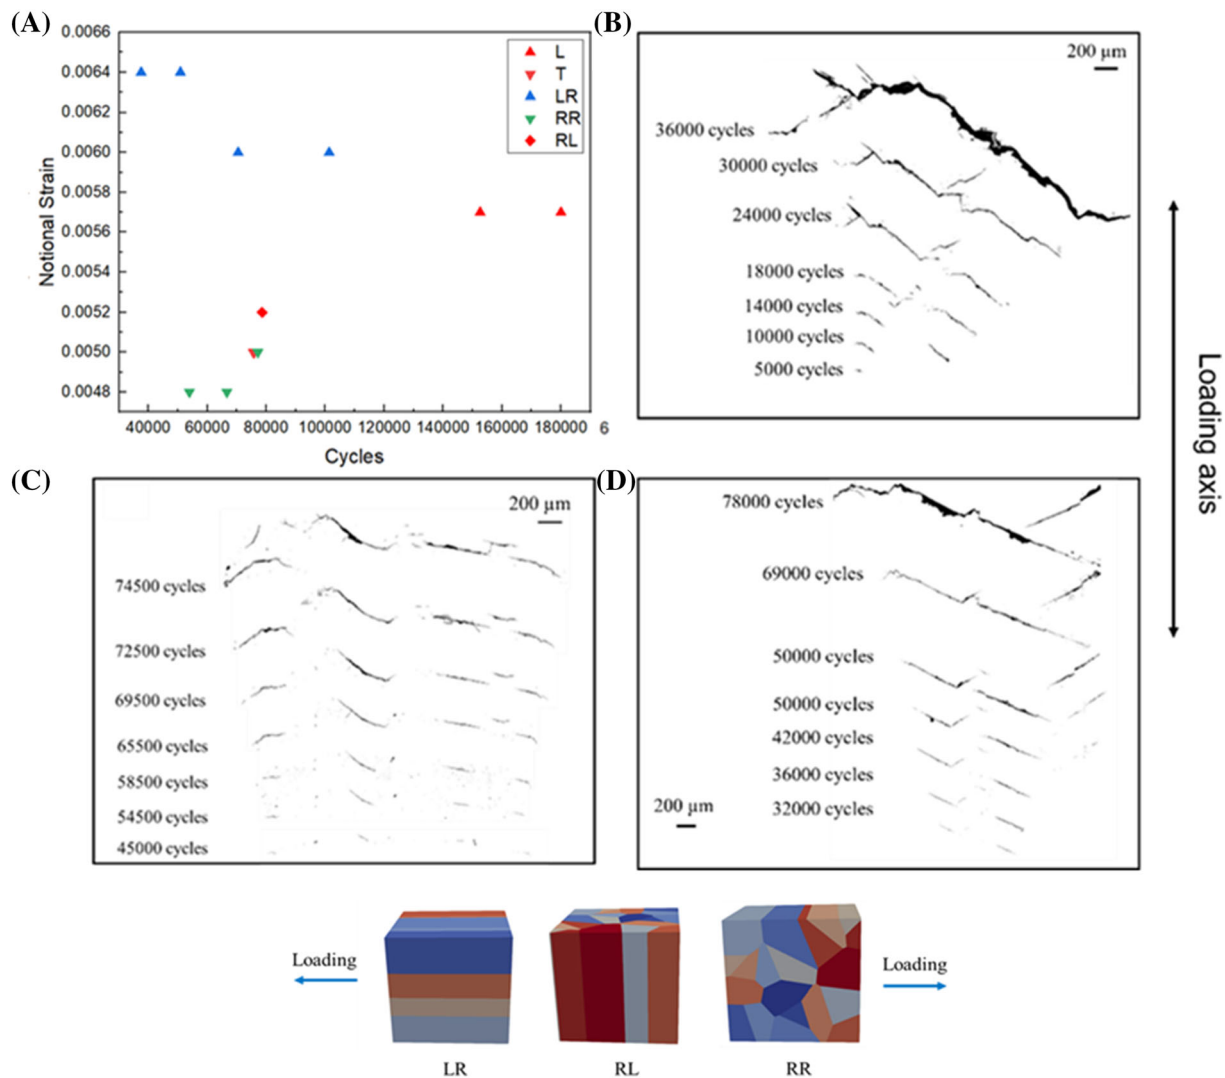 (A)
0.0066
0.0064
0.0062
0.0060
0.0058
0.0056
0.0054
0.0052
0.0050
0.0048
Notional Strain
L
T
LR
RR
RL
40000 60000 80000 100000 120000 140000 160000 180000 6
Cycles
(B)
200 µm
36000 cycles
30000 cycles
24000 cycles
18000 cycles
14000 cycles
10000 cycles
5000 cycles
Loading axis
(C)
200 µm
74500 cycles
72500 cycles
69500 cycles
65500 cycles
58500 cycles
54500 cycles
45000 cycles
(D)
78000 cycles
69000 cycles
50000 cycles
50000 cycles
42000 cycles
36000 cycles
32000 cycles
200 µm
Loading
Loading
LR
RL
RR